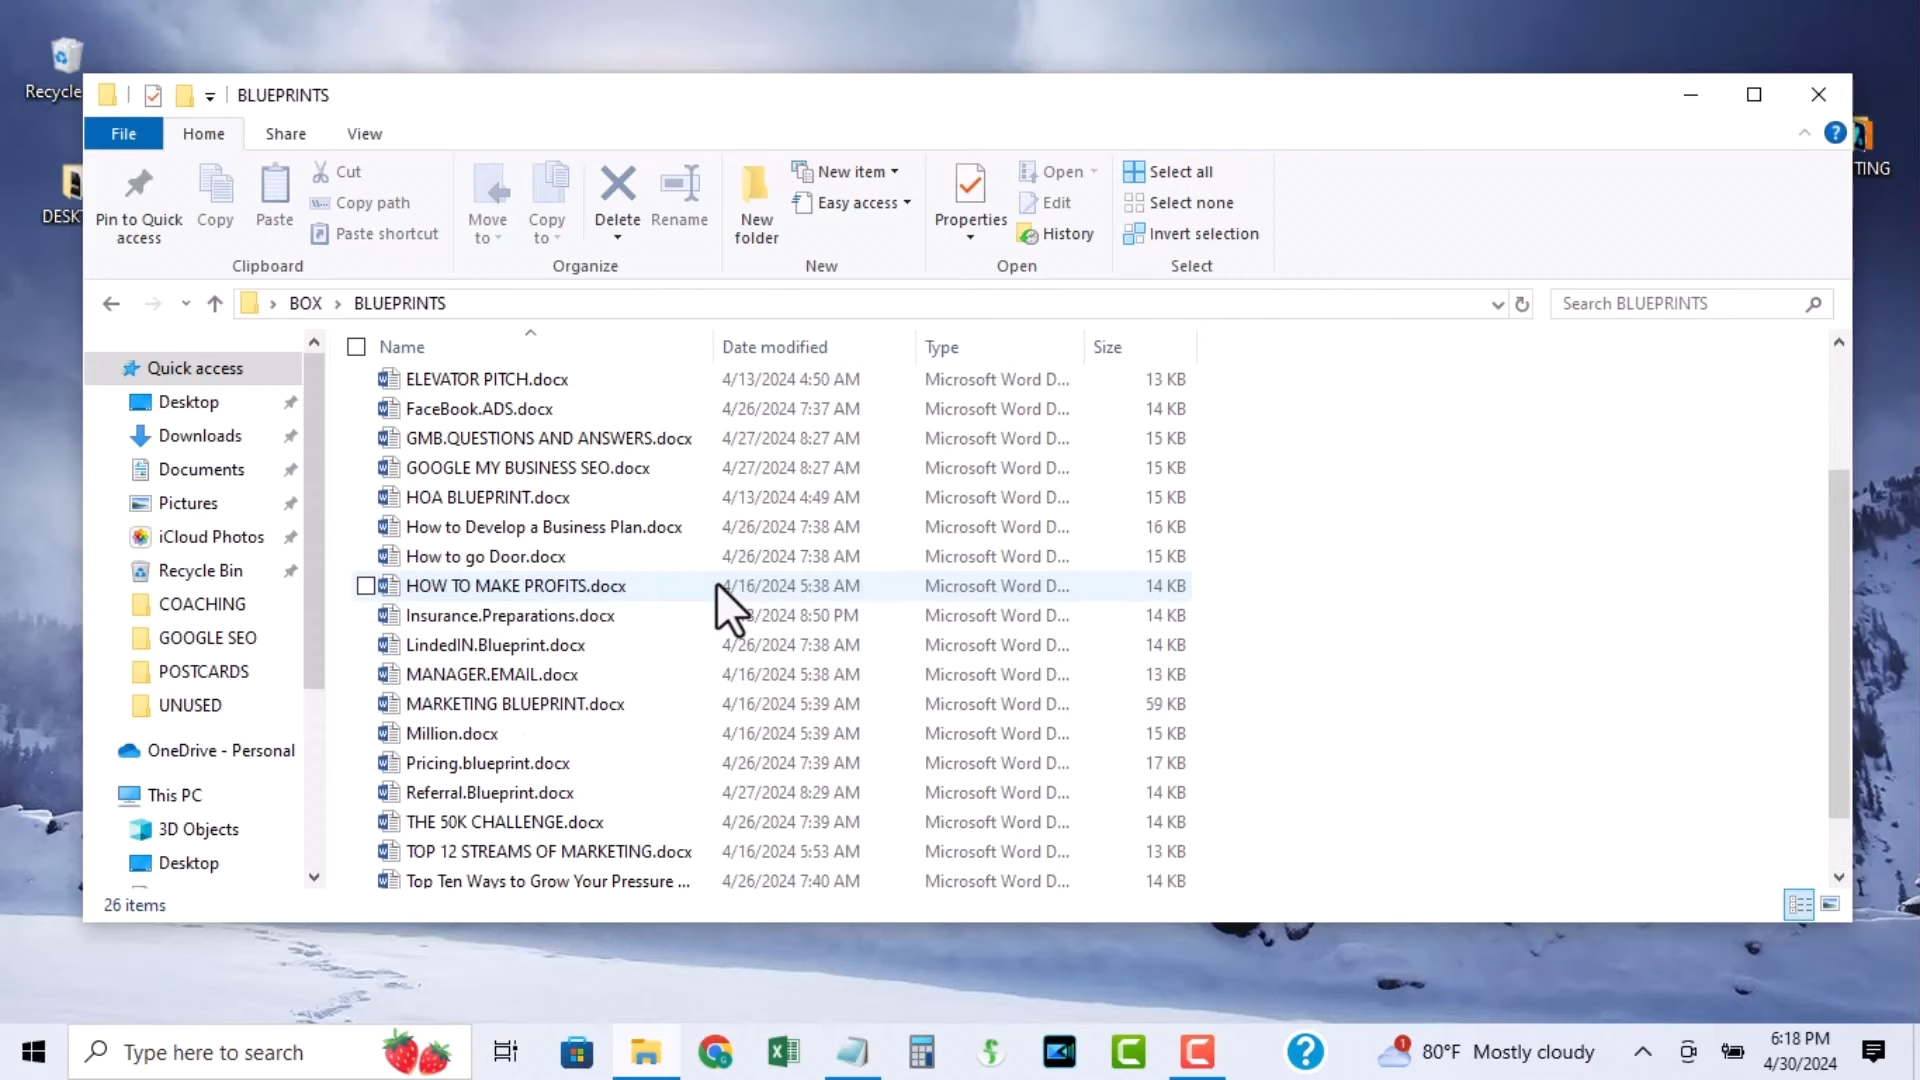 Recycle
BLUEPRINTS
File Home Share View
TING
DESK
Pin to Quick access
Copy
Paste
Cut
Copy path
Paste shortcut
Clipboard
Move to
Copy to
Delete
Rename
Organize
New folder
New item
Easy access
New
Properties
Open
Edit
History
Open
Select all
Select none
Invert selection
Select
BOX > BLUEPRINTS
Search BLUEPRINTS
Quick access
Desktop
Downloads
Documents
Pictures
iCloud Photos
Recycle Bin
COACHING
GOOGLE SEO
POSTCARDS
UNUSED
OneDrive - Personal
This PC
3D Objects
Desktop
Name Date modified Type Size
ELEVATOR PITCH.docx 4/13/2024 4:50 AM Microsoft Word D... 13 KB
FaceBook.ADS.docx 4/26/2024 7:37 AM Microsoft Word D... 14 KB
GMB.QUESTIONS AND ANSWERS.docx 4/27/2024 8:27 AM Microsoft Word D... 15 KB
GOOGLE MY BUSINESS SEO.docx 4/27/2024 8:27 AM Microsoft Word D... 15 KB
HOA BLUEPRINT.docx 4/13/2024 4:49 AM Microsoft Word D... 15 KB
How to Develop a Business Plan.docx 4/26/2024 7:38 AM Microsoft Word D... 16 KB
How to go Door.docx 4/26/2024 7:38 AM Microsoft Word D... 15 KB
HOW TO MAKE PROFITS.docx 4/16/2024 5:38 AM Microsoft Word D... 14 KB
Insurance.Preparations.docx /2024 8:50 PM Microsoft Word D... 14 KB
LindedIN.Blueprint.docx 4/26/2024 7:38 AM Microsoft Word D... 14 KB
MANAGER.EMAIL.docx 4/16/2024 5:38 AM Microsoft Word D... 13 KB
MARKETING BLUEPRINT.docx 4/16/2024 5:39 AM Microsoft Word D... 59 KB
Million.docx 4/16/2024 5:39 AM Microsoft Word D... 15 KB
Pricing.blueprint.docx 4/26/2024 7:39 AM Microsoft Word D... 17 KB
Referral.Blueprint.docx 4/27/2024 8:29 AM Microsoft Word D... 14 KB
THE 50K CHALLENGE.docx 4/26/2024 7:39 AM Microsoft Word D... 14 KB
TOP 12 STREAMS OF MARKETING.docx 4/16/2024 5:53 AM Microsoft Word D... 13 KB
Top Ten Ways to Grow Your Pressure ... 4/26/2024 7:40 AM Microsoft Word D... 14 KB
26 items
Type here to search
80°F Mostly cloudy
6:18 PM
4/30/2024